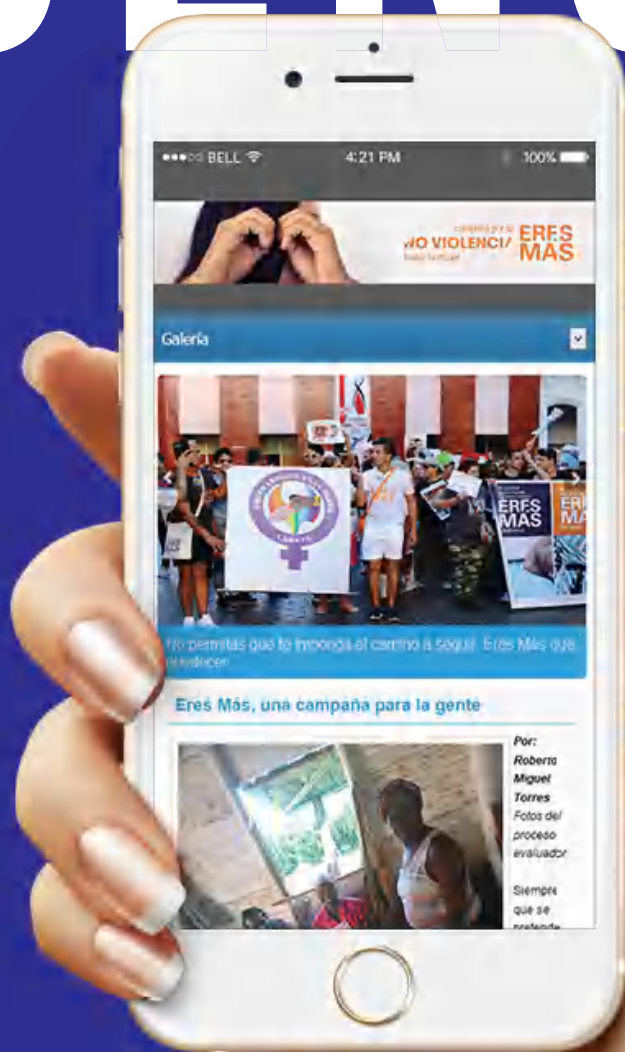 BELL 4:21 PM 100%
NO VIOLENCIA
ERES
MÁS
Galería
ERES
MÁS
ERES
No permitas que te imponga el camino a seguir. Eres Más que
Eres Más, una campaña para la gente
Por:
Roberto
Miguel
Torres
Fotos del
proceso
evaluador
Siempre
que se
pretende